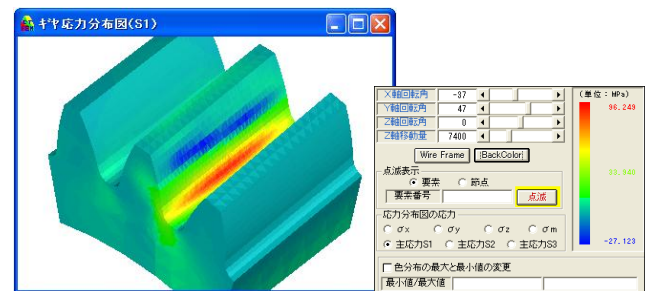 ｷﾞﾔ応力分布図(S1)
X軸回転角 -37
Y軸回転角 47
Z軸回転角 0
Z軸移動量 7400
Wire Frame BackColor
点滅表示
要素 節点
要素番号 点滅
応力分布図の応力
σx σy σz σm
主応力S1 主応力S2 主応力S3
色分布の最大と最小値の変更
最小値/最大値
(単位：MPa)
96.249
-27.123